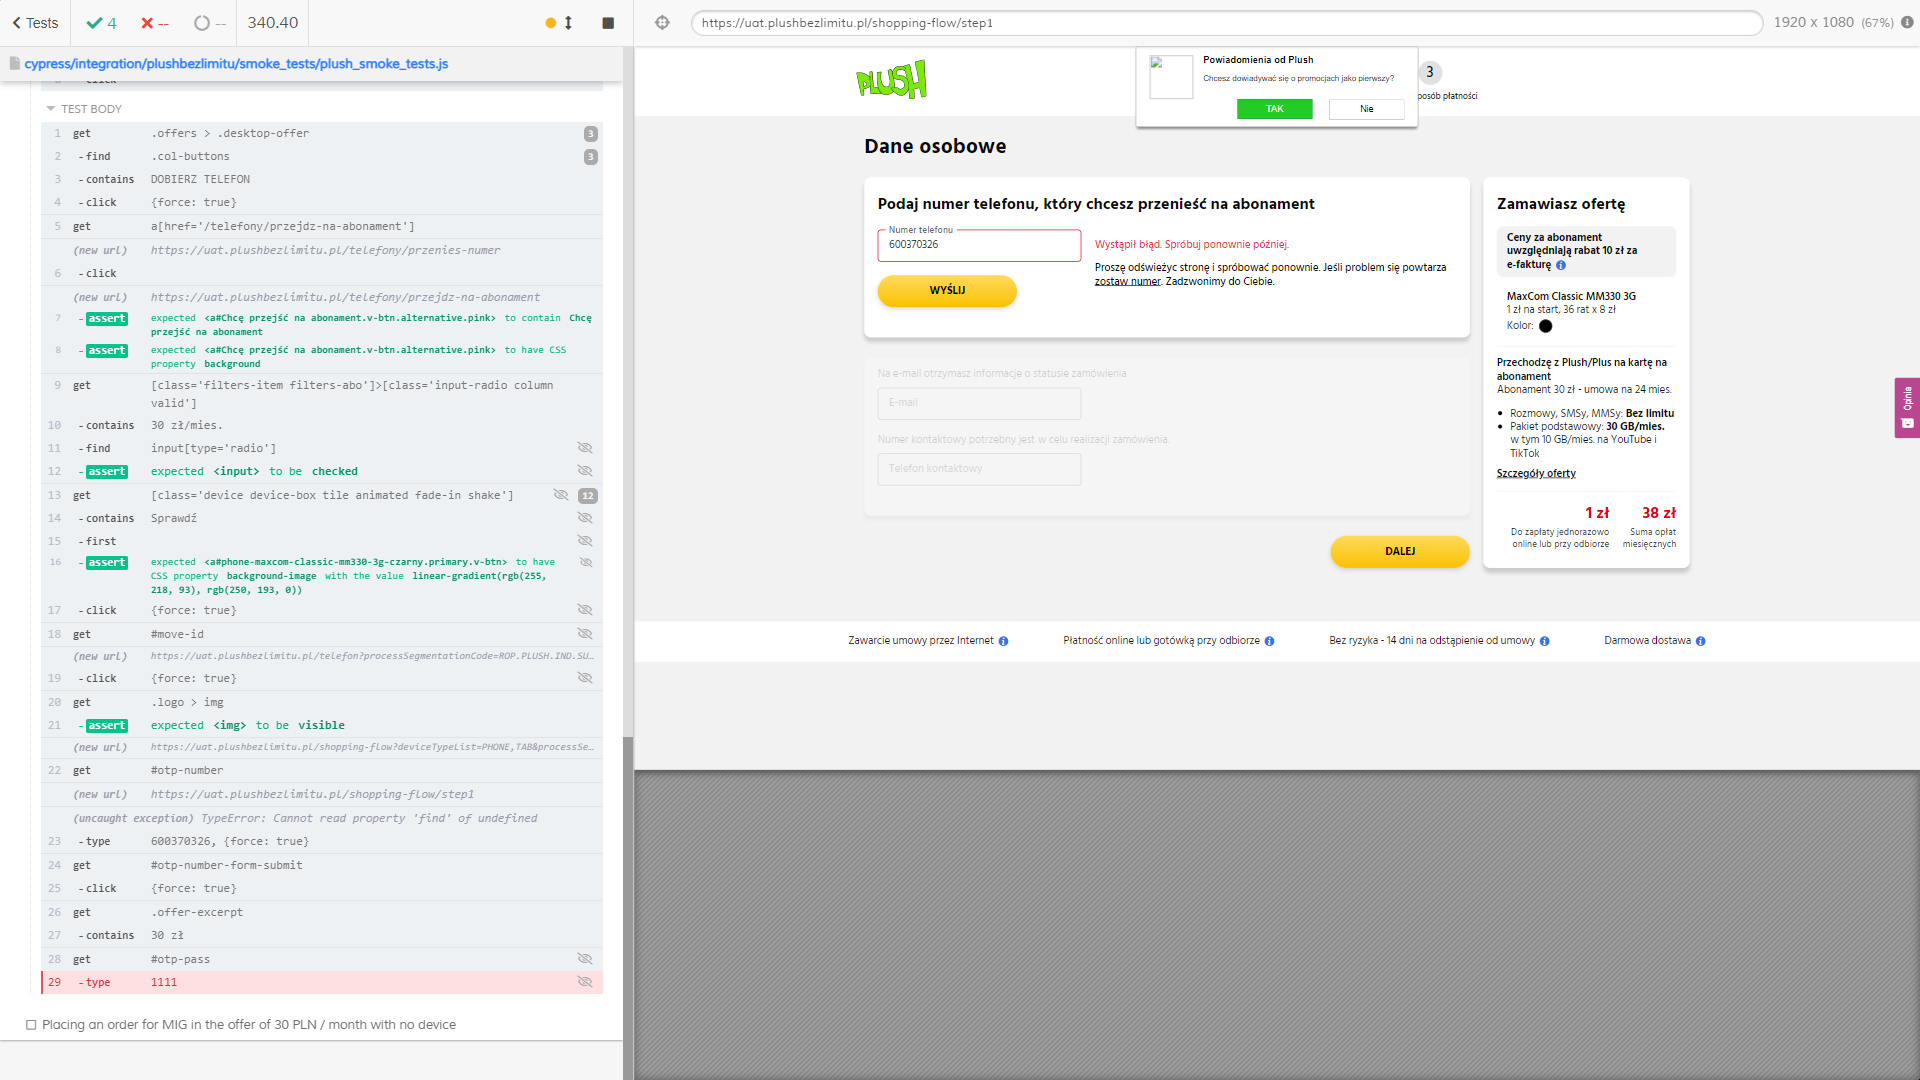 Tests
4
--
--
340.40
cypress/integration/plushbezlimitu/smoke_tests/plush_smoke_tests.js
TEST BODY
1 get .offers > .desktop-offer 3
2 -find .col-buttons 3
3 -contains DOBIERZ TELEFON
4 -click {force: true}
5 get a[href='/telefony/przejdz-na-abonament']
(new url) https://uat.plushbezlimitu.pl/telefony/przenies-numer
6 -click
(new url) https://uat.plushbezlimitu.pl/telefony/przejdz-na-abonament
7 -assert expected <a#Chcę przejść na abonament.v-btn.alternative.pink> to contain Chcę
przejść na abonament
8 -assert expected <a#Chcę przejść na abonament.v-btn.alternative.pink> to have CSS
property background
9 get [class='filters-item filters-abo']>[class='input-radio column
valid']
10 -contains 30 zł/mies.
11 -find input[type='radio']
12 -assert expected <input> to be checked
13 get [class='device device-box tile animated fade-in shake'] 12
14 -contains Sprawdź
15 -first
16 -assert expected <a#phone-maxcom-classic-mm330-3g-czarny.primary.v-btn> to have
CSS property background-image with the value linear-gradient(rgb(255,
218, 93), rgb(250, 193, 0))
17 -click {force: true}
18 get #move-id
(new url) https://uat.plushbezlimitu.pl/telefon?processSegmentationCode=ROP.PLUSH.IND.SU…
19 -click {force: true}
20 get .logo > img
21 -assert expected <img> to be visible
(new url) https://uat.plushbezlimitu.pl/shopping-flow?deviceTypeList=PHONE,TAB&processSe…
22 get #otp-number
(new url) https://uat.plushbezlimitu.pl/shopping-flow/step1
(uncaught exception) TypeError: Cannot read property 'find' of undefined
23 -type 600370326, {force: true}
24 get #otp-number-form-submit
25 -click {force: true}
26 get .offer-excerpt
27 -contains 30 zł
28 get #otp-pass
29 -type 1111
Placing an order for MIG in the offer of 30 PLN / month with no device
https://uat.plushbezlimitu.pl/shopping-flow/step1
1920 x 1080 (67%)
PLUSH
Powiadomienia od Plush
Chcesz dowiadywać się o promocjach jako pierwszy?
TAK Nie
3
posób płatności
Dane osobowe
Podaj numer telefonu, który chcesz przenieść na abonament
Numer telefonu
600370326
WYŚLIJ
Wystąpił błąd. Spróbuj ponownie później.
Proszę odświeżyc stronę i spróbować ponownie. Jeśli problem się powtarza
zostaw numer. Zadzwonimy do Ciebie.
Na e-mail otrzymasz informacje o statusie zamówienia
E-mail
Numer kontaktowy potrzebny jest w celu realizacji zamówienia.
Telefon kontaktowy
DALEJ
Zamawiasz ofertę
Ceny za abonament
uwzględniają rabat 10 zł za
e-fakturę
MaxCom Classic MM330 3G
1 zł na start, 36 rat x 8 zł
Kolor:
Przechodzę z Plush/Plus na kartę na
abonament
Abonament 30 zł - umowa na 24 mies.
Rozmowy, SMSy, MMSy: Bez limitu
Pakiet podstawowy: 30 GB/mies.
w tym 10 GB/mies. na YouTube i
TikTok
Szczegóły oferty
1 zł 38 zł
Do zapłaty jednorazowo
online lub przy odbiorze
Suma opłat
miesięcznych
Opinia
Zawarcie umowy przez Internet
Płatność online lub gotówką przy odbiorze
Bez ryzyka - 14 dni na odstąpienie od umowy
Darmowa dostawa